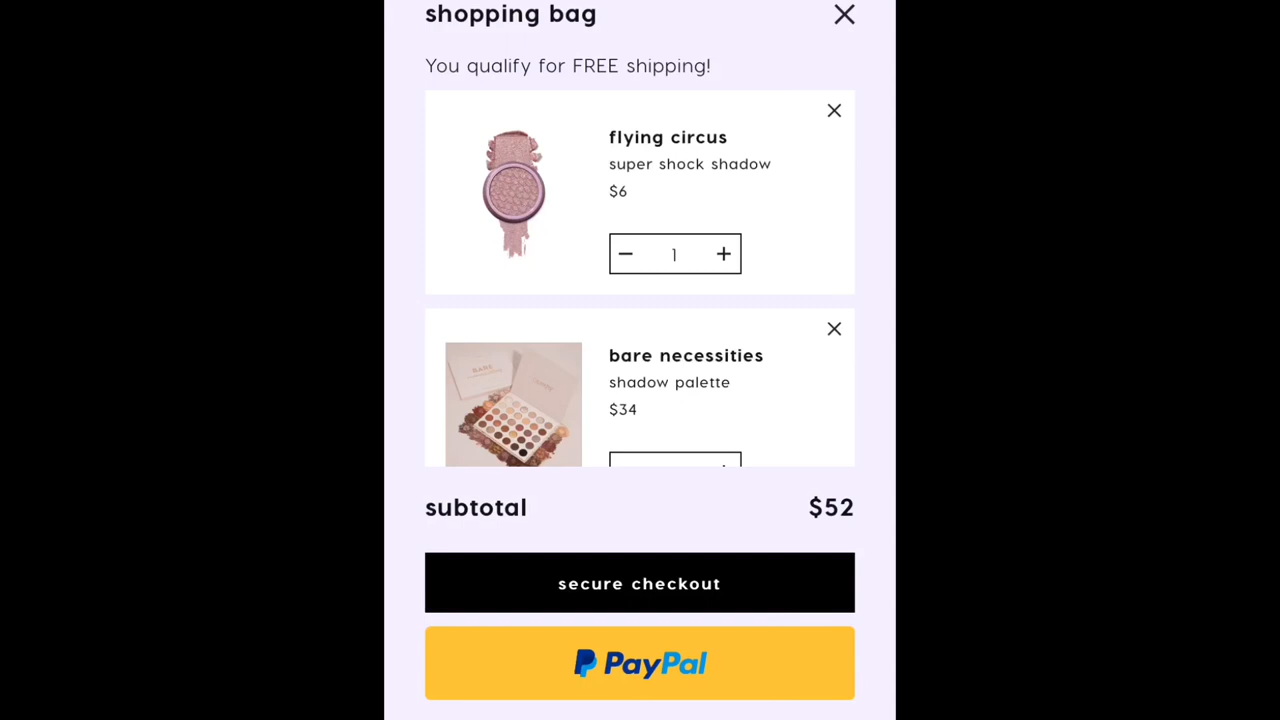 shopping bag
You qualify for FREE shipping!
flying circus
super shock shadow
$6
1
bare necessities
shadow palette
$34
BARE
subtotal
$52
secure checkout
PayPal